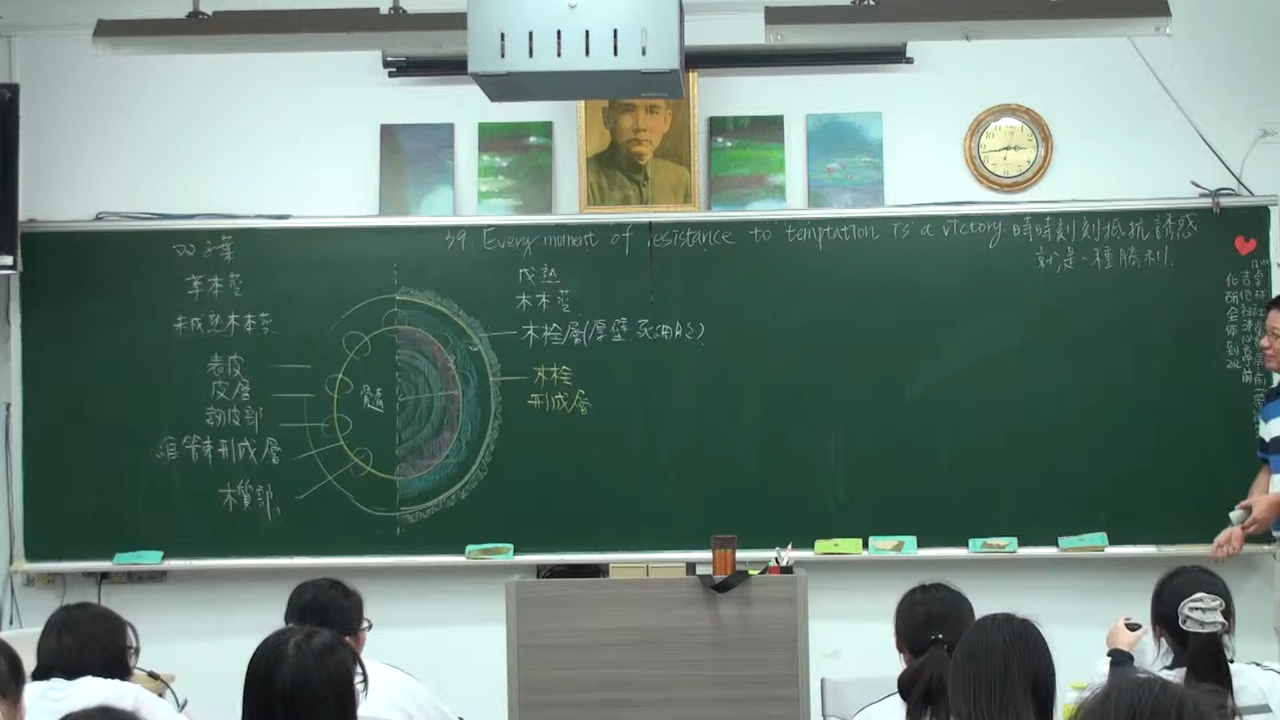 39. Every moment of resistance to temptation is a victory. 時時刻刻抵抗誘惑
就是一種勝利.
双子葉
草本莖
未成熟木本莖
表皮
皮層
韌皮部
維管束形成層
木質部
髓
成熟
木本莖
木栓層(厚壁.死細胞)
木栓
形成層